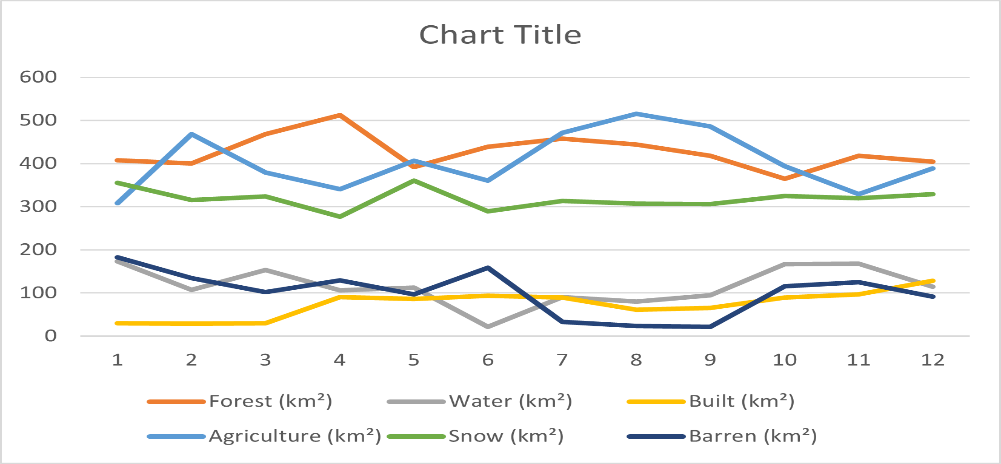 Chart Title
600
500
400
300
200
100
0
1 2 3 4 5 6 7 8 9 10 11 12
Forest (km²) Water (km²) Built (km²)
Agriculture (km²) Snow (km²) Barren (km²)